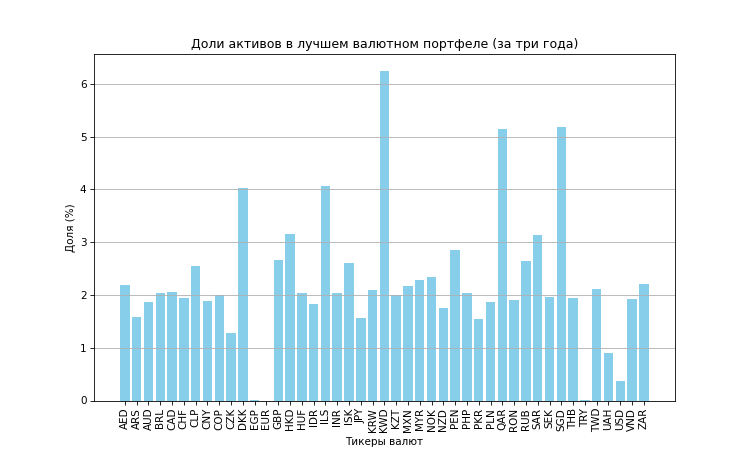 Доли активов в лучшем валютном портфеле (за три года)
Доля (%)
6
5
4
3
2
1
0
AED ARS AUD BRL CAD CHF CLP CNY COP CZK DKK EGP EUR GBP HKD HUF IDR ILS INR ISK JPY KRW KWD KZT MXN MYR NOK NZD PEN PHP PKR PLN QAR RON RUB SAR SEK SGD THB TRY TWD UAH USD VND ZAR
Тикеры валют